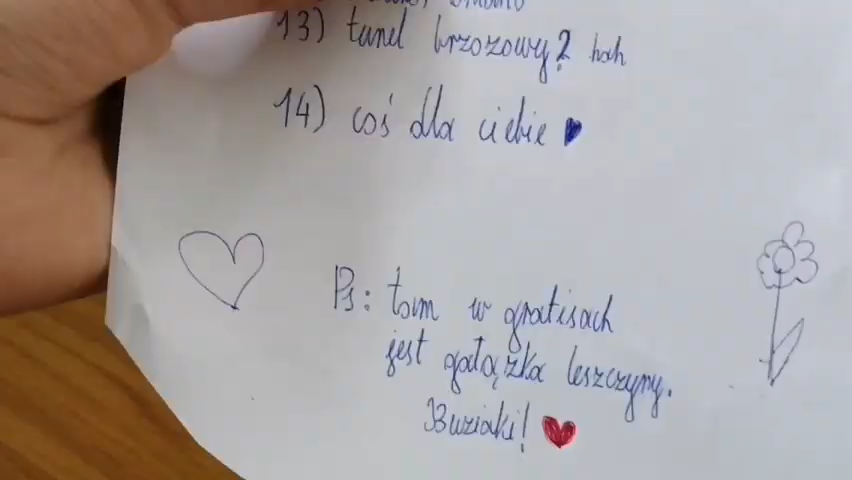 13) tunel brzozowy? hah
14) coś dla ciebie
Ps: tam w gratisach
jest gałązka leszczyny.
Buziaki!